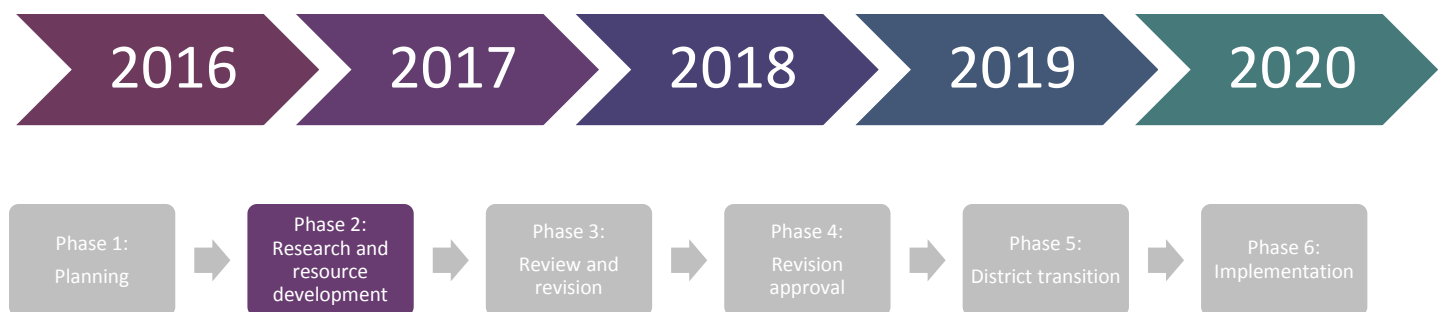 2016
2017
2018
2019
2020
Phase 1:
Planning
Phase 2:
Research and
resource
development
Phase 3:
Review and
revision
Phase 4:
Revision
approval
Phase 5:
District transition
Phase 6:
Implementation